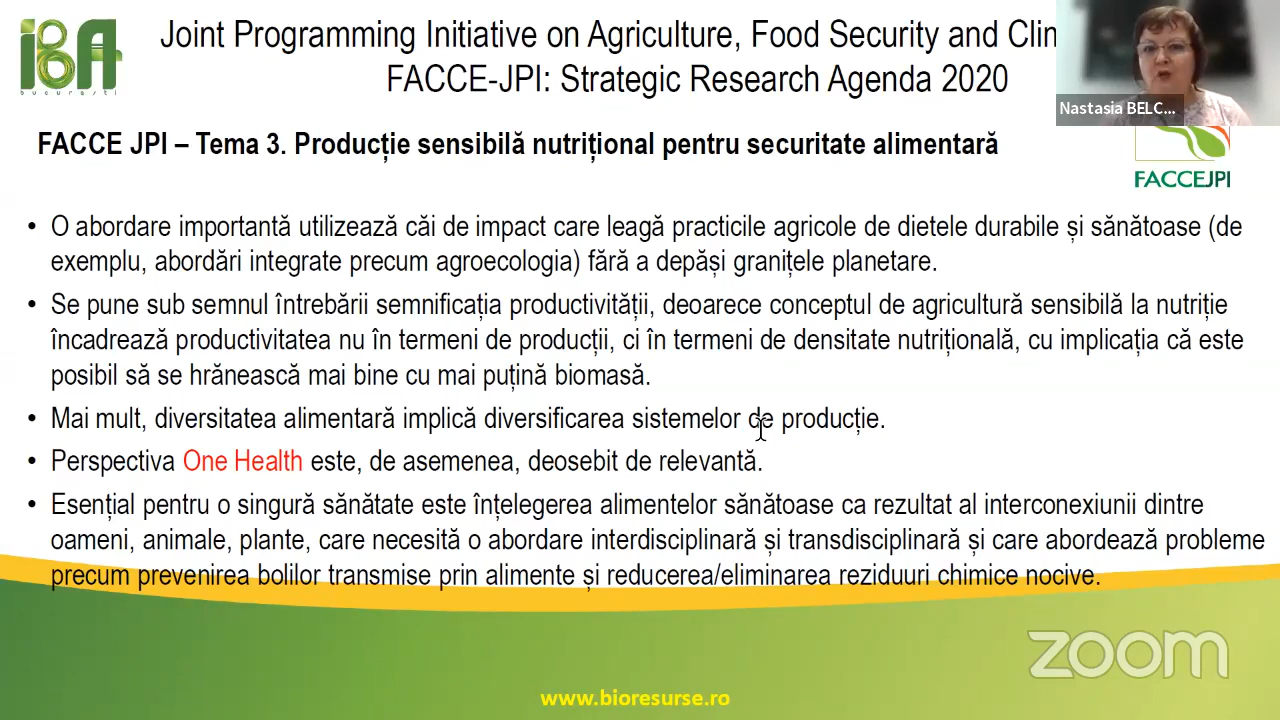 IBA
bucurești
Joint Programming Initiative on Agriculture, Food Security and Clim
FACCE-JPI: Strategic Research Agenda 2020
Nastasia BELC...
FACCE JPI – Tema 3. Producție sensibilă nutrițional pentru securitate alimentară
FACCEJPI
• O abordare importantă utilizează căi de impact care leagă practicile agricole de dietele durabile și sănătoase (de
exemplu, abordări integrate precum agroecologia) fără a depăși granițele planetare.
• Se pune sub semnul întrebării semnificația productivității, deoarece conceptul de agricultură sensibilă la nutriție
încadrează productivitatea nu în termeni de producții, ci în termeni de densitate nutrițională, cu implicația că este
posibil să se hrănească mai bine cu mai puțină biomasă.
• Mai mult, diversitatea alimentară implică diversificarea sistemelor de producție.
• Perspectiva One Health este, de asemenea, deosebit de relevantă.
• Esențial pentru o singură sănătate este înțelegerea alimentelor sănătoase ca rezultat al interconexiunii dintre
oameni, animale, plante, care necesită o abordare interdisciplinară și transdisciplinară și care abordează probleme
precum prevenirea bolilor transmise prin alimente și reducerea/eliminarea reziduuri chimice nocive.
zoom
www.bioresurse.ro